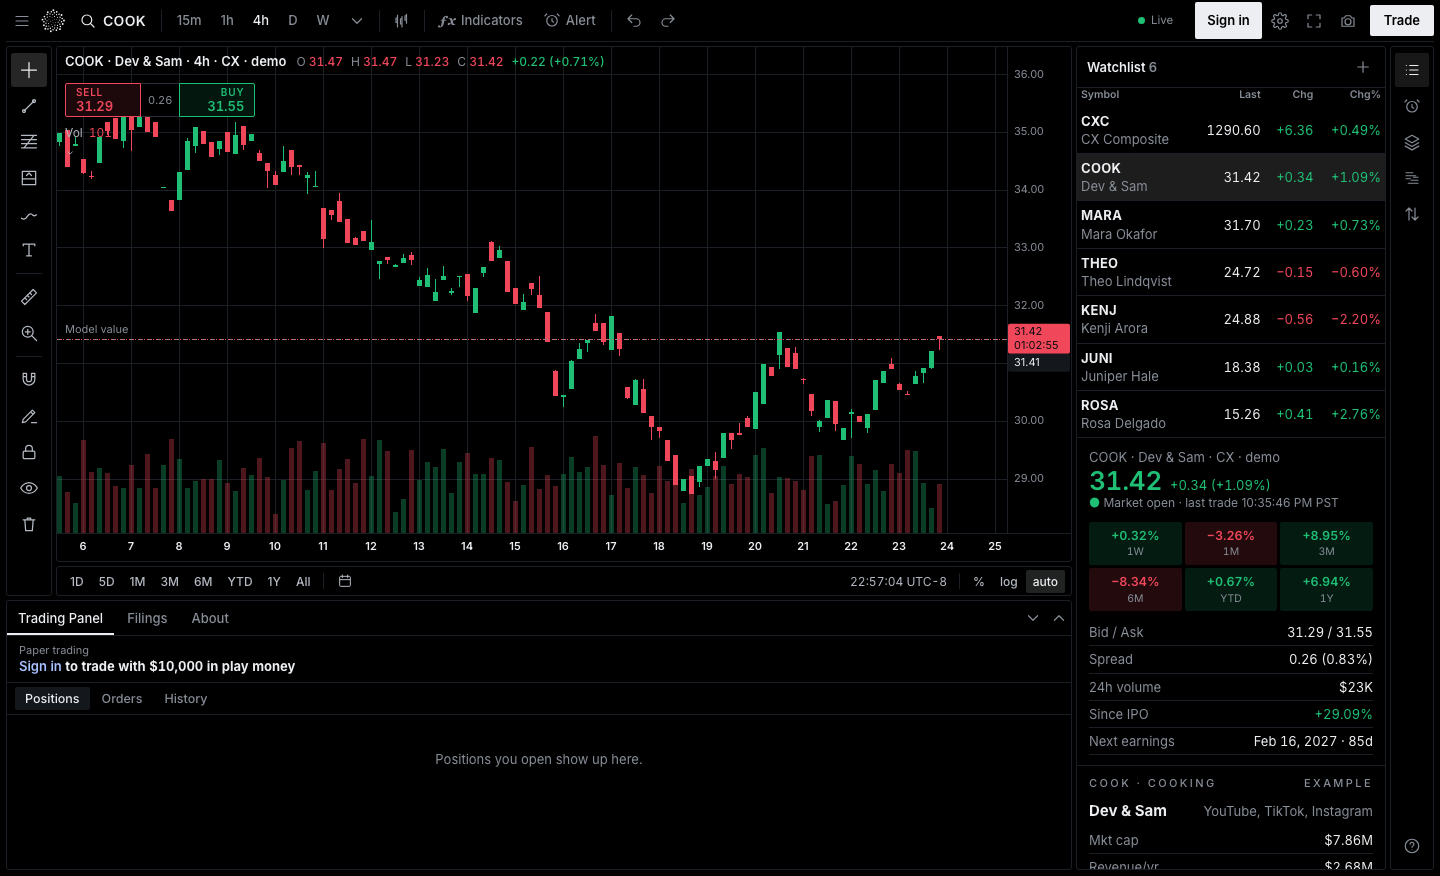 COOK 15m 1h 4h D W Indicators Alert Live Sign in Trade
COOK · Dev & Sam · 4h · CX · demo O 31.47 H 31.47 L 31.23 C 31.42 +0.22 (+0.71%)
SELL
31.29
0.26
BUY
31.55
Vol
Model value
36.00
35.00
34.00
33.00
32.00
31.42
01:02:55
31.41
30.00
29.00
6 7 8 9 10 11 12 13 14 15 16 17 18 19 20 21 22 23 24 25
1D 5D 1M 3M 6M YTD 1Y All 22:57:04 UTC-8 % log auto
Trading Panel Filings About
Paper trading
Sign in to trade with $10,000 in play money
Positions Orders History
Positions you open show up here.
Watchlist 6
Symbol Last Chg Chg%
CXC
CX Composite
1290.60 +6.36 +0.49%
COOK
Dev & Sam
31.42 +0.34 +1.09%
MARA
Mara Okafor
31.70 +0.23 +0.73%
THEO
Theo Lindqvist
24.72 −0.15 −0.60%
KENJ
Kenji Arora
24.88 −0.56 −2.20%
JUNI
Juniper Hale
18.38 +0.03 +0.16%
ROSA
Rosa Delgado
15.26 +0.41 +2.76%
COOK · Dev & Sam · CX · demo
31.42 +0.34 (+1.09%)
Market open · last trade 10:35:46 PM PST
+0.32%
1W
−3.26%
1M
+8.95%
3M
−8.34%
6M
+0.67%
YTD
+6.94%
1Y
Bid / Ask 31.29 / 31.55
Spread 0.26 (0.83%)
24h volume $23K
Since IPO +29.09%
Next earnings Feb 16, 2027 · 85d
COOK · COOKING EXAMPLE
Dev & Sam YouTube, TikTok, Instagram
Mkt cap $7.86M
Revenue/yr $2.68M